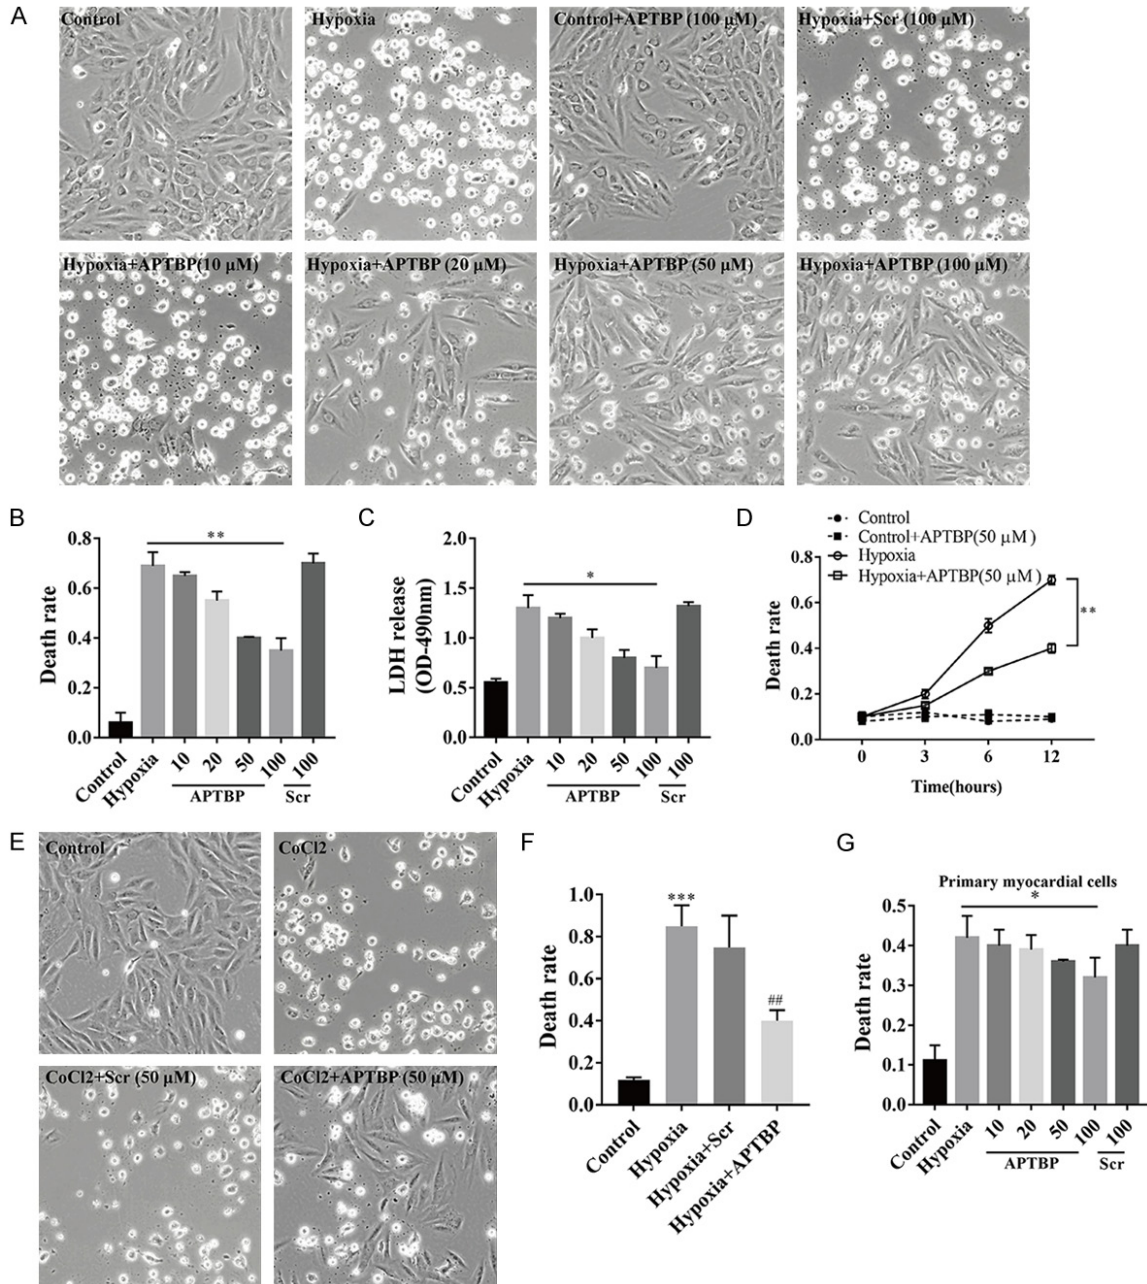 A
Control
Hypoxia
Control+APTBP (100 µM)
Hypoxia+Scr (100 µM)
Hypoxia+APTBP(10 µM)
Hypoxia+APTBP (20 µM)
Hypoxia+APTBP (50 µM)
Hypoxia+APTBP (100 µM)
B
Death rate
0.8
0.6
0.4
0.2
0.0
**
Control
Hypoxia
10
20
50
100
100
APTBP
Scr
C
LDH release
(OD-490nm)
2.0
1.5
1.0
0.5
0.0
*
Control
Hypoxia
10
20
50
100
100
APTBP
Scr
D
Control
Control+APTBP(50 µM )
Hypoxia
Hypoxia+APTBP(50 µM )
Death rate
0.8
0.6
0.4
0.2
0.0
**
0
3
6
12
Time(hours)
E
Control
CoCl2
CoCl2+Scr (50 µM)
CoCl2+APTBP (50 µM)
F
Death rate
1.0
0.8
0.6
0.4
0.2
0.0
***
##
Control
Hypoxia
Hypoxia+Scr
Hypoxia+APTBP
G
Primary myocardial cells
*
Death rate
0.5
0.4
0.3
0.2
0.1
0.0
Control
Hypoxia
10
20
50
100
100
APTBP
Scr